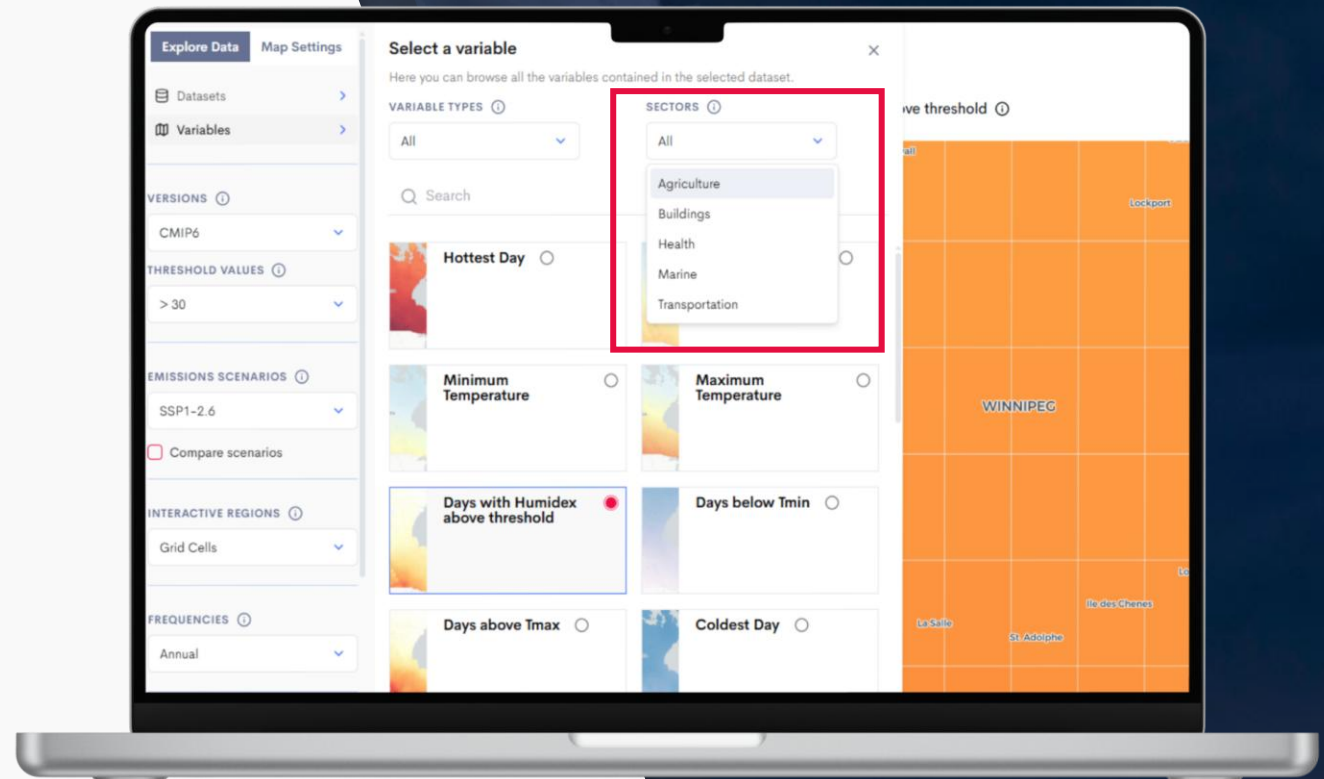 Explore Data
Map Settings
Datasets
Variables
VERSIONS
CMIP6
THRESHOLD VALUES
> 30
EMISSIONS SCENARIOS
SSP1-2.6
Compare scenarios
INTERACTIVE REGIONS
Grid Cells
FREQUENCIES
Annual
Select a variable
Here you can browse all the variables contained in the selected dataset.
VARIABLE TYPES
All
SECTORS
All
Agriculture
Buildings
Health
Marine
Transportation
Search
Hottest Day
Minimum
Temperature
Maximum
Temperature
Days with Humidex
above threshold
Days below Tmin
Days above Tmax
Coldest Day
ve threshold
Lockport
WINNIPEG
Ile des Chenes
La Salle
St. Adolphe